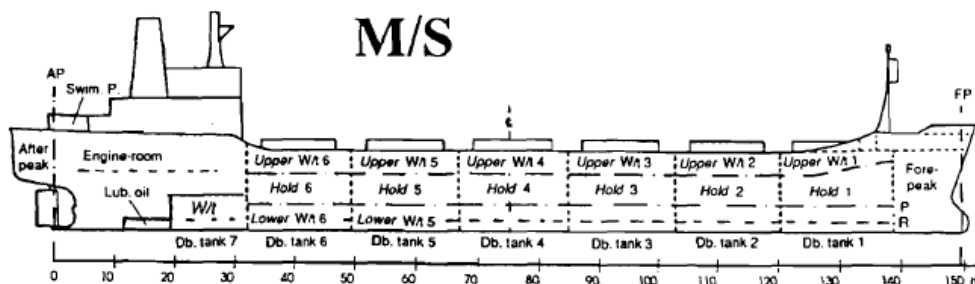 M/S
AP
FP
Swim. P.
℄
After peak
Engine-room
Upper W/t 6 Upper W/t 5 Upper W/t 4 Upper W/t 3 Upper W/t 2 Upper W/t 1
Fore-peak
Lub. oil
W/t
Hold 6 Hold 5 Hold 4 Hold 3 Hold 2 Hold 1
P
R
Lower W/t 6 Lower W/t 5
Db. tank 7 Db. tank 6 Db. tank 5 Db. tank 4 Db. tank 3 Db. tank 2 Db. tank 1
0 10 20 30 40 50 60 70 80 90 100 110 120 130 140 150